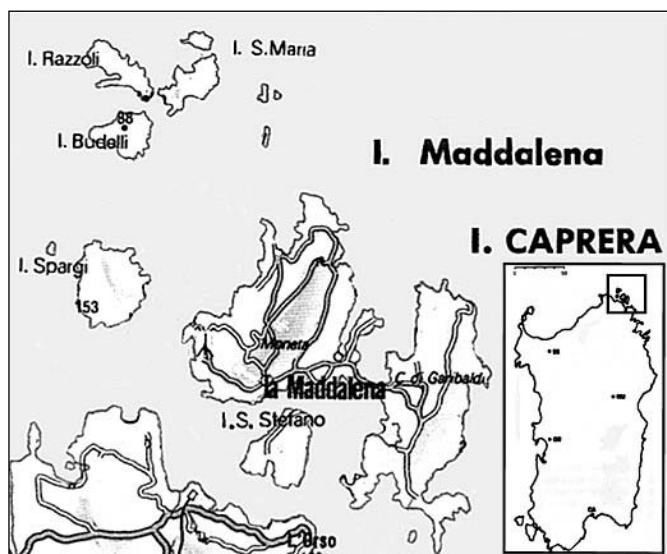 I. Razzoli
I. S. Maria
88
I. Budelli
I. Maddalena
I. CAPRERA
I. Spargi
153
Moneta
la Maddalena
C. di Garibaldi
I. S. Stefano
L'Orso